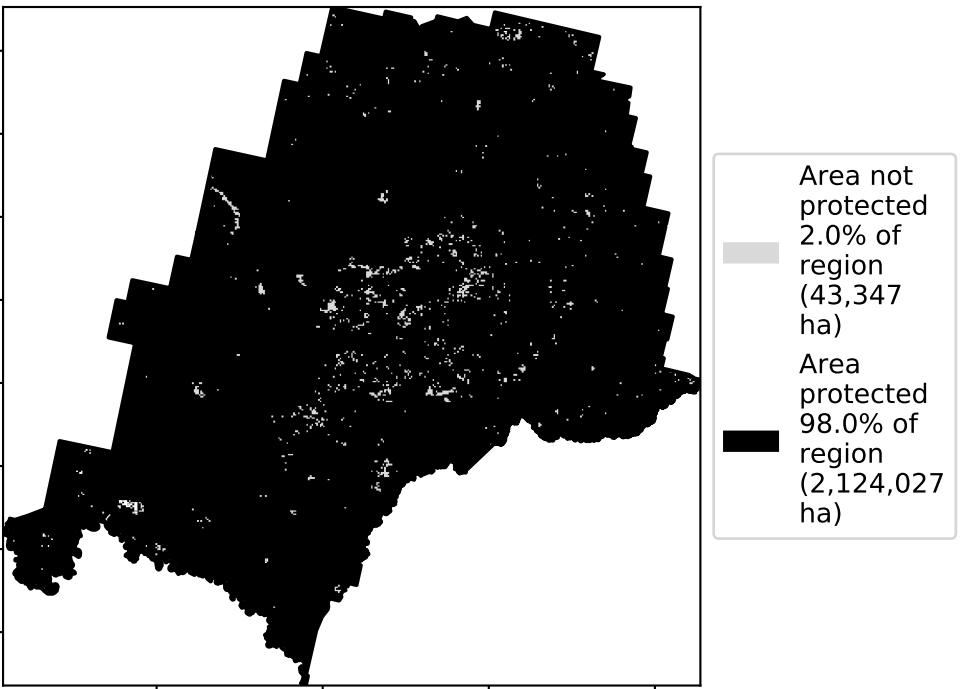 Area not
protected
2.0% of
region
(43,347
ha)
Area
protected
98.0% of
region
(2,124,027
ha)